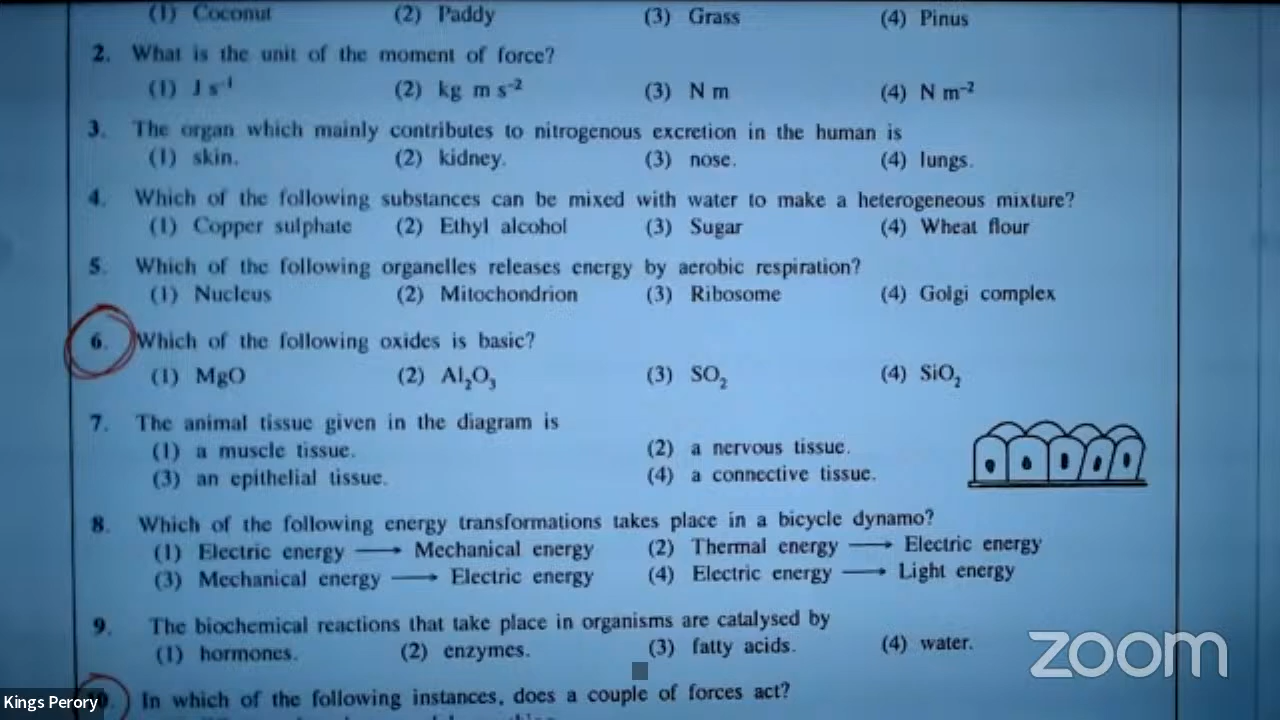 (1) Coconut (2) Paddy (3) Grass (4) Pinus
2. What is the unit of the moment of force?
(1) J s⁻¹ (2) kg m s⁻² (3) N m (4) N m⁻²
3. The organ which mainly contributes to nitrogenous excretion in the human is
(1) skin. (2) kidney. (3) nose. (4) lungs.
4. Which of the following substances can be mixed with water to make a heterogeneous mixture?
(1) Copper sulphate (2) Ethyl alcohol (3) Sugar (4) Wheat flour
5. Which of the following organelles releases energy by aerobic respiration?
(1) Nucleus (2) Mitochondrion (3) Ribosome (4) Golgi complex
6. Which of the following oxides is basic?
(1) MgO (2) Al₂O₃ (3) SO₂ (4) SiO₂
7. The animal tissue given in the diagram is
(1) a muscle tissue. (2) a nervous tissue.
(3) an epithelial tissue. (4) a connective tissue.
8. Which of the following energy transformations takes place in a bicycle dynamo?
(1) Electric energy ⟶ Mechanical energy (2) Thermal energy ⟶ Electric energy
(3) Mechanical energy ⟶ Electric energy (4) Electric energy ⟶ Light energy
9. The biochemical reactions that take place in organisms are catalysed by
(1) hormones. (2) enzymes. (3) fatty acids. (4) water.
zoom
10. In which of the following instances, does a couple of forces act?
Kings Perory